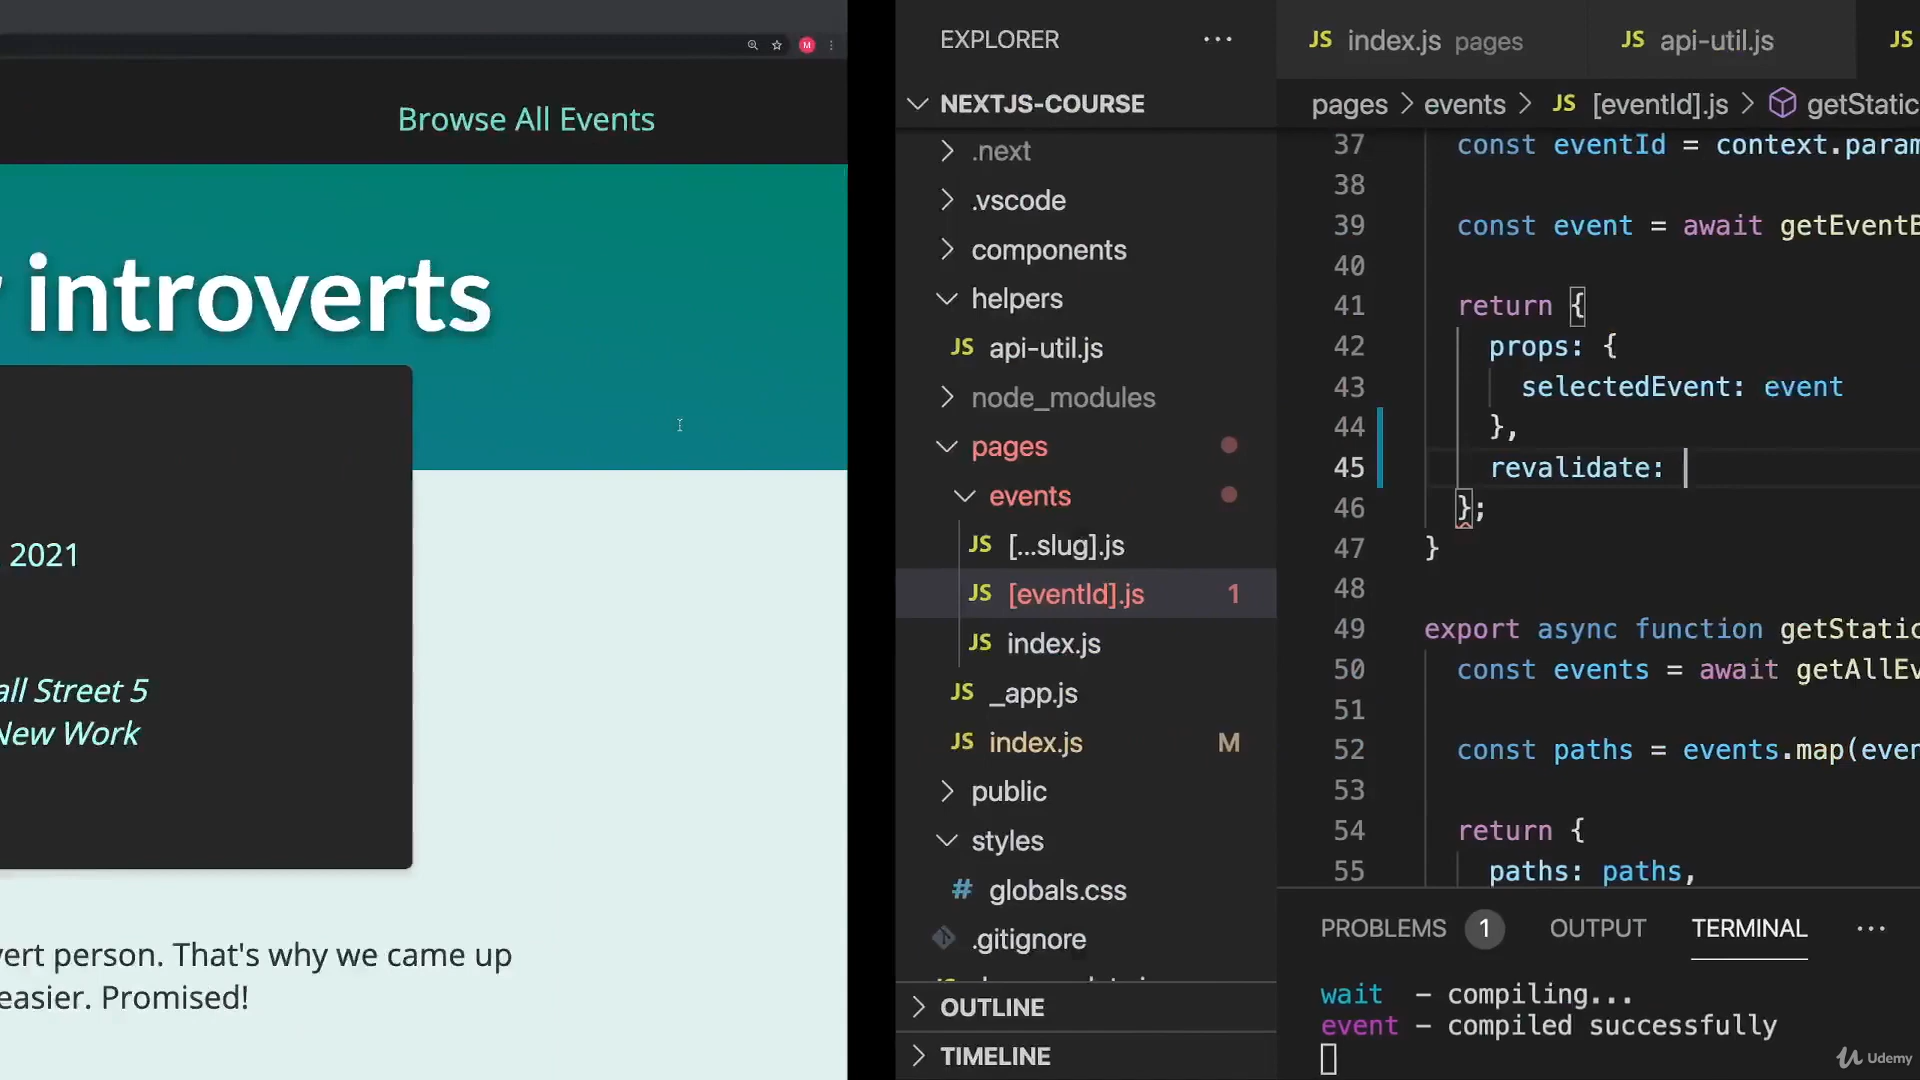 M
Browse All Events
introverts
2021
all Street 5
New Work
vert person. That's why we came up
easier. Promised!
EXPLORER
NEXTJS-COURSE
.next
.vscode
components
helpers
JS api-util.js
node_modules
pages
events
JS [...slug].js
JS [eventId].js 1
JS index.js
JS _app.js
JS index.js M
public
styles
# globals.css
.gitignore
OUTLINE
TIMELINE
JS index.js pages
JS api-util.js
JS
pages > events > JS [eventId].js > getStatic
37 const eventId = context.param
38
39 const event = await getEventB
40
41 return {
42 props: {
43 selectedEvent: event
44 },
45 revalidate:
46 };
47 }
48
49 export async function getStatic
50 const events = await getAllEv
51
52 const paths = events.map(even
53
54 return {
55 paths: paths,
PROBLEMS 1 OUTPUT TERMINAL
wait - compiling...
event - compiled successfully
Udemy